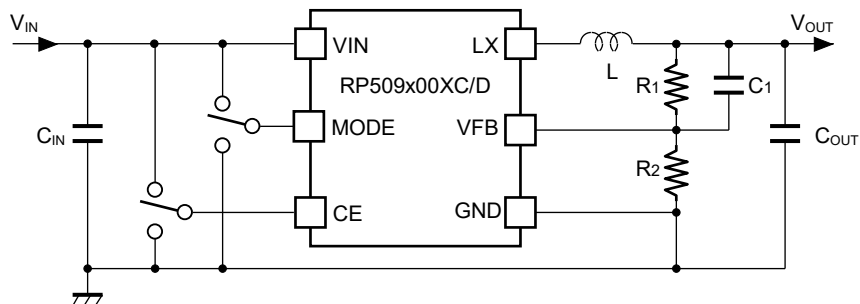 VIN VOUT
VIN LX
RP509x00XC/D
L
R1 C1
CIN MODE VFB COUT
R2
CE GND